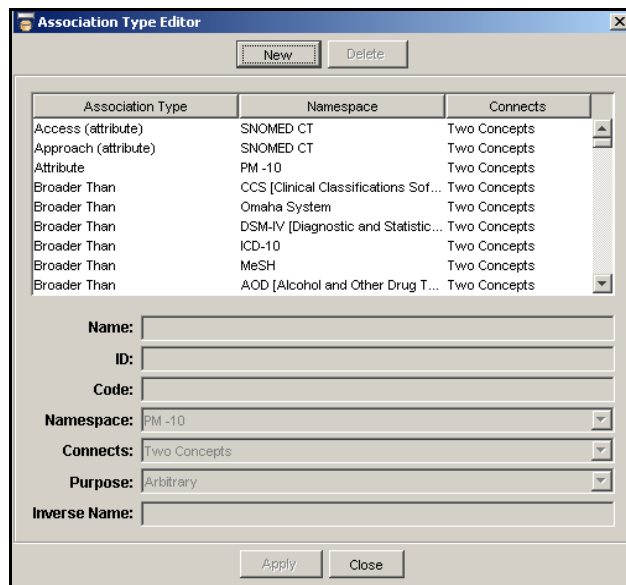 Association Type Editor
New Delete
Association Type Namespace Connects
Access (attribute) SNOMED CT Two Concepts
Approach (attribute) SNOMED CT Two Concepts
Attribute PM -10 Two Concepts
Broader Than CCS [Clinical Classifications Sof... Two Concepts
Broader Than Omaha System Two Concepts
Broader Than DSM-IV [Diagnostic and Statistic... Two Concepts
Broader Than ICD-10 Two Concepts
Broader Than MeSH Two Concepts
Broader Than AOD [Alcohol and Other Drug T... Two Concepts
Name:
ID:
Code:
Namespace: PM -10
Connects: Two Concepts
Purpose: Arbitrary
Inverse Name:
Apply Close